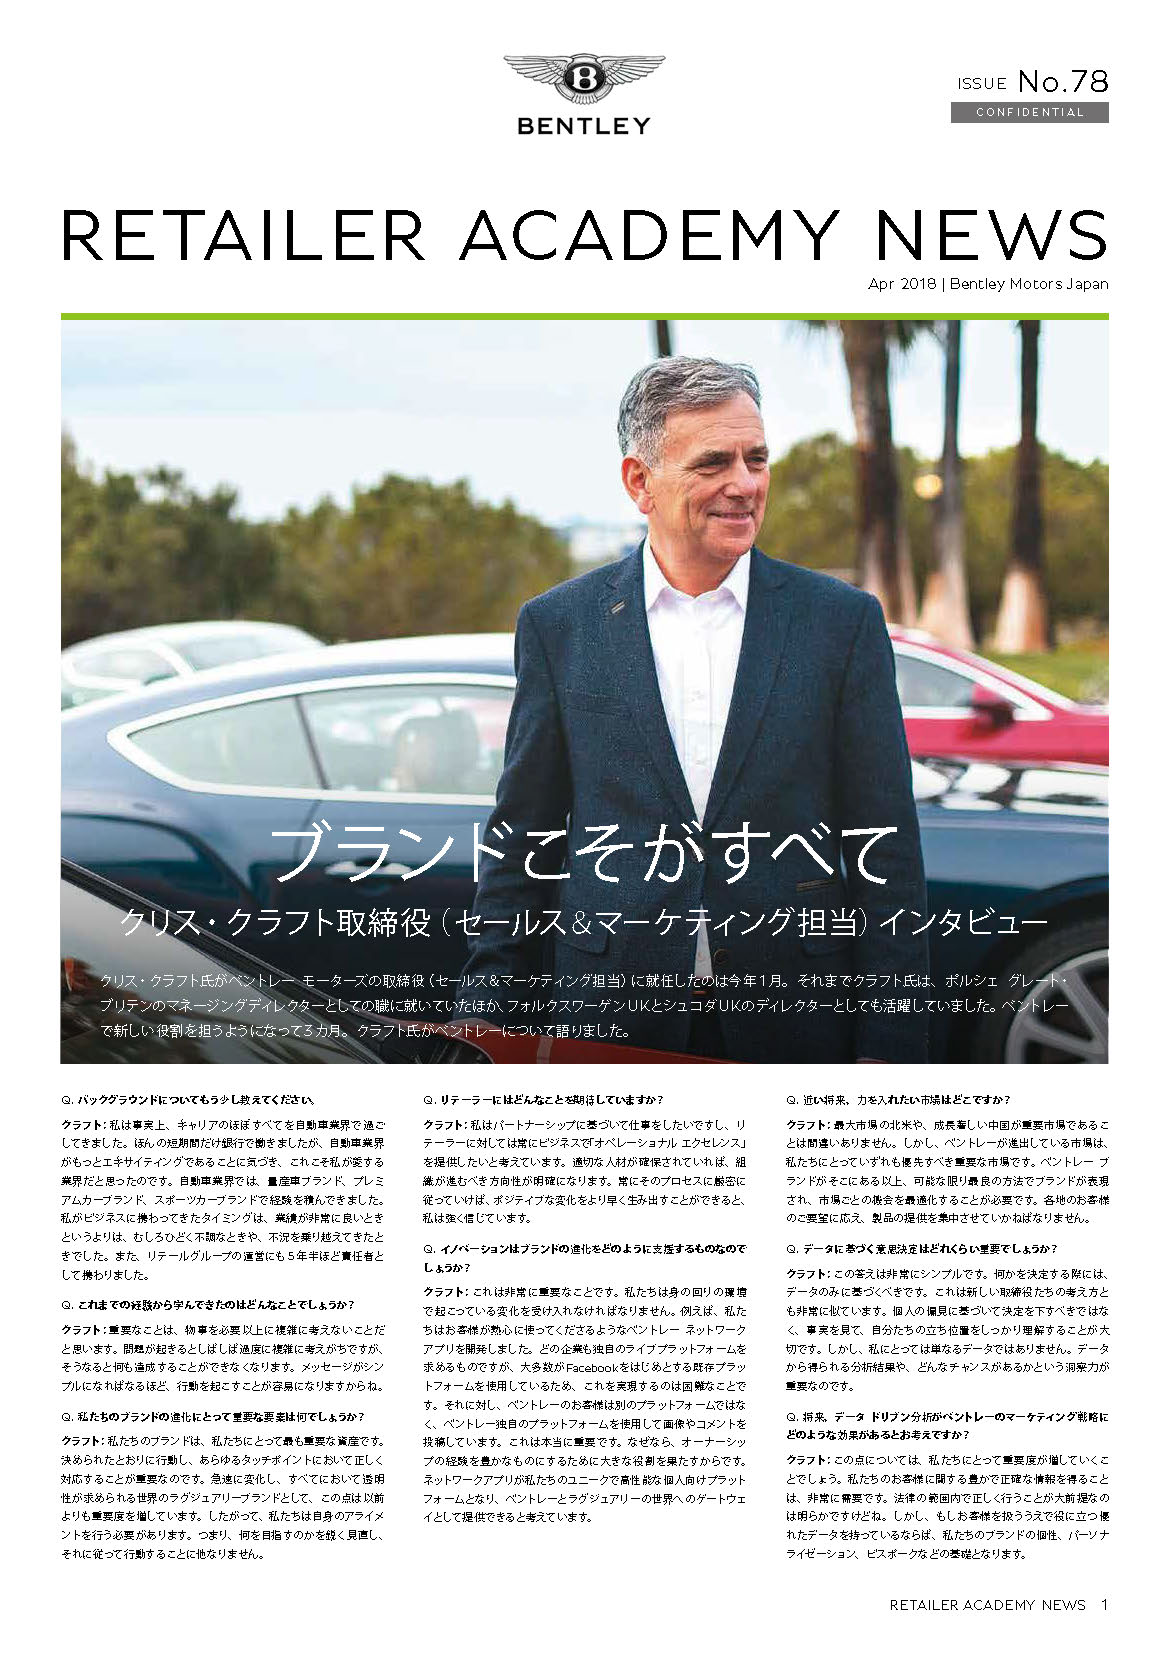 BENTLEY
ISSUE No.78
CONFIDENTIAL
RETAILER ACADEMY NEWS
Apr 2018 | Bentley Motors Japan
ブランドこそがすべて
クリス・クラフト取締役（セールス＆マーケティング担当）インタビュー
クリス・クラフト氏がベントレー モーターズの取締役（セールス＆マーケティング担当）に就任したのは今年１月。それまでクラフト氏は、ポルシェ グレート・
ブリテンのマネージングディレクターとしての職に就いていたほか、フォルクスワーゲンUKとシュコダUKのディレクターとしても活躍していました。ベントレー
で新しい役割を担うようになって３カ月。クラフト氏がベントレーについて語りました。
Q. バックグラウンドについてもう少し教えてください。
クラフト：私は事実上、キャリアのほぼすべてを自動車業界で過ご
してきました。ほんの短期間だけ銀行で働きましたが、自動車業界
がもっとエキサイティングであることに気づき、これこそ私が愛する
業界だと思ったのです。自動車業界では、量産車ブランド、プレミ
アムカーブランド、スポーツカーブランドで経験を積んできました。
私がビジネスに携わってきたタイミングは、業績が非常に良いとき
というよりは、むしろひどく不調なときや、不況を乗り越えてきたと
きでした。また、リテールグループの運営にも５年半ほど責任者と
して携わりました。
Q. これまでの経験から学んできたのはどんなことでしょうか？
クラフト：重要なことは、物事を必要以上に複雑に考えないことだ
と思います。問題が起きるとしばしば過度に複雑に考えがちですが、
そうなると何も達成することができなくなります。メッセージがシン
プルになればなるほど、行動を起こすことが容易になりますからね。
Q. 私たちのブランドの進化にとって重要な要素は何でしょうか？
クラフト：私たちのブランドは、私たちにとって最も重要な資産です。
決められたとおりに行動し、あらゆるタッチポイントにおいて正しく
対応することが重要なのです。急速に変化し、すべてにおいて透明
性が求められる世界のラグジュアリーブランドとして、この点は以前
よりも重要度を増しています。したがって、私たちは自身のアライメ
ントを行う必要があります。つまり、何を目指すのかを鋭く見直し、
それに従って行動することに他なりません。
Q. リテーラーにはどんなことを期待していますか？
クラフト：私はパートナーシップに基づいて仕事をしたいですし、リ
テーラーに対しては常にビジネスで「オペレーショナル エクセレンス」
を提供したいと考えています。適切な人材が確保されていれば、組
織が進むべき方向性が明確になります。常にそのプロセスに厳密に
従っていけば、ポジティブな変化をより早く生み出すことができると、
私は強く信じています。
Q. イノベーションはブランドの進化をどのように支援するものなので
しょうか？
クラフト：これは非常に重要なことです。私たちは身の回りの環境
で起こっている変化を受け入れなければなりません。例えば、私た
ちはお客様が熱心に使ってくださるようなベントレー ネットワーク
アプリを開発しました。どの企業も独自のライブプラットフォームを
求めるものですが、大多数がFacebookをはじめとする既存プラッ
トフォームを使用しているため、これを実現するのは困難なことで
す。それに対し、ベントレーのお客様は別のプラットフォームではな
く、ベントレー独自のプラットフォームを使用して画像やコメントを
投稿しています。これは本当に重要です。なぜなら、オーナーシッ
プの経験を豊かなものにするために大きな役割を果たすからです。
ネットワークアプリが私たちのユニークで高性能な個人向けプラット
フォームとなり、ベントレーとラグジュアリーの世界へのゲートウェ
イとして提供できると考えています。
Q. 近い将来、力を入れたい市場はどこですか？
クラフト：最大市場の北米や、成長著しい中国が重要市場であるこ
とは間違いありません。しかし、ベントレーが進出している市場は、
私たちにとっていずれも優先すべき重要な市場です。ベントレー ブ
ランドがそこにある以上、可能な限り最良の方法でブランドが表現
され、市場ごとの機会を最適化することが必要です。各地のお客様
のご要望に応え、製品の提供を集中させていかねばなりません。
Q. データに基づく意思決定はどれくらい重要でしょうか？
クラフト：この答えは非常にシンプルです。何かを決定する際には、
データのみに基づくべきです。これは新しい取締役たちの考え方と
も非常に似ています。個人の偏見に基づいて決定を下すべきではな
く、事実を見て、自分たちの立ち位置をしっかり理解することが大
切です。しかし、私にとっては単なるデータではありません。データ
から得られる分析結果や、どんなチャンスがあるかという洞察力が
重要なのです。
Q. 将来、データ ドリブン分析がベントレーのマーケティング戦略に
どのような効果があるとお考えですか？
クラフト：この点については、私たちにとって重要度が増していくこ
とでしょう。私たちのお客様に関する豊かで正確な情報を得ること
は、非常に需要です。法律の範囲内で正しく行うことが大前提なの
は明らかですけどね。しかし、もしお客様を扱ううえで役に立つ優
れたデータを持っているならば、私たちのブランドの個性、パーソナ
ライゼーション、ビスポークなどの基礎となります。
RETAILER ACADEMY NEWS 1